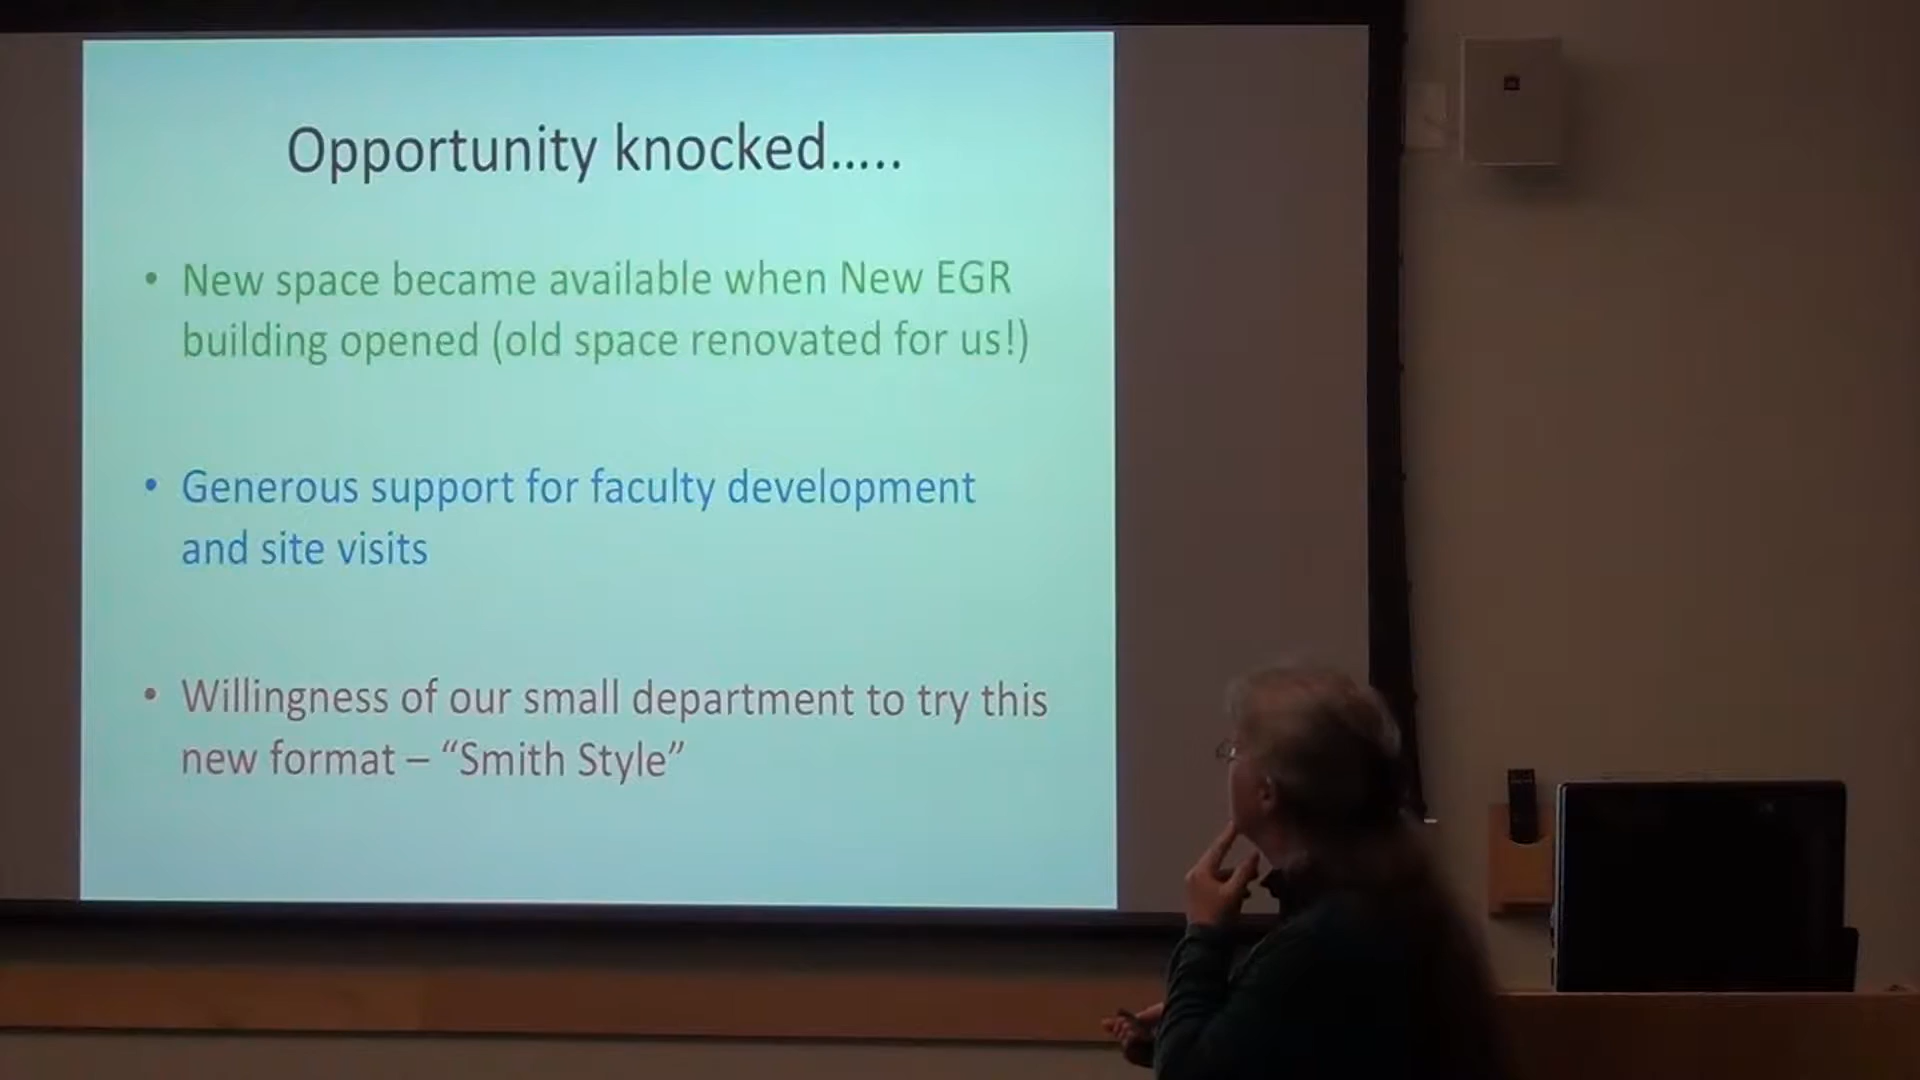 Opportunity knocked.....
• New space became available when New EGR
building opened (old space renovated for us!)
• Generous support for faculty development
and site visits
• Willingness of our small department to try this
new format – “Smith Style”